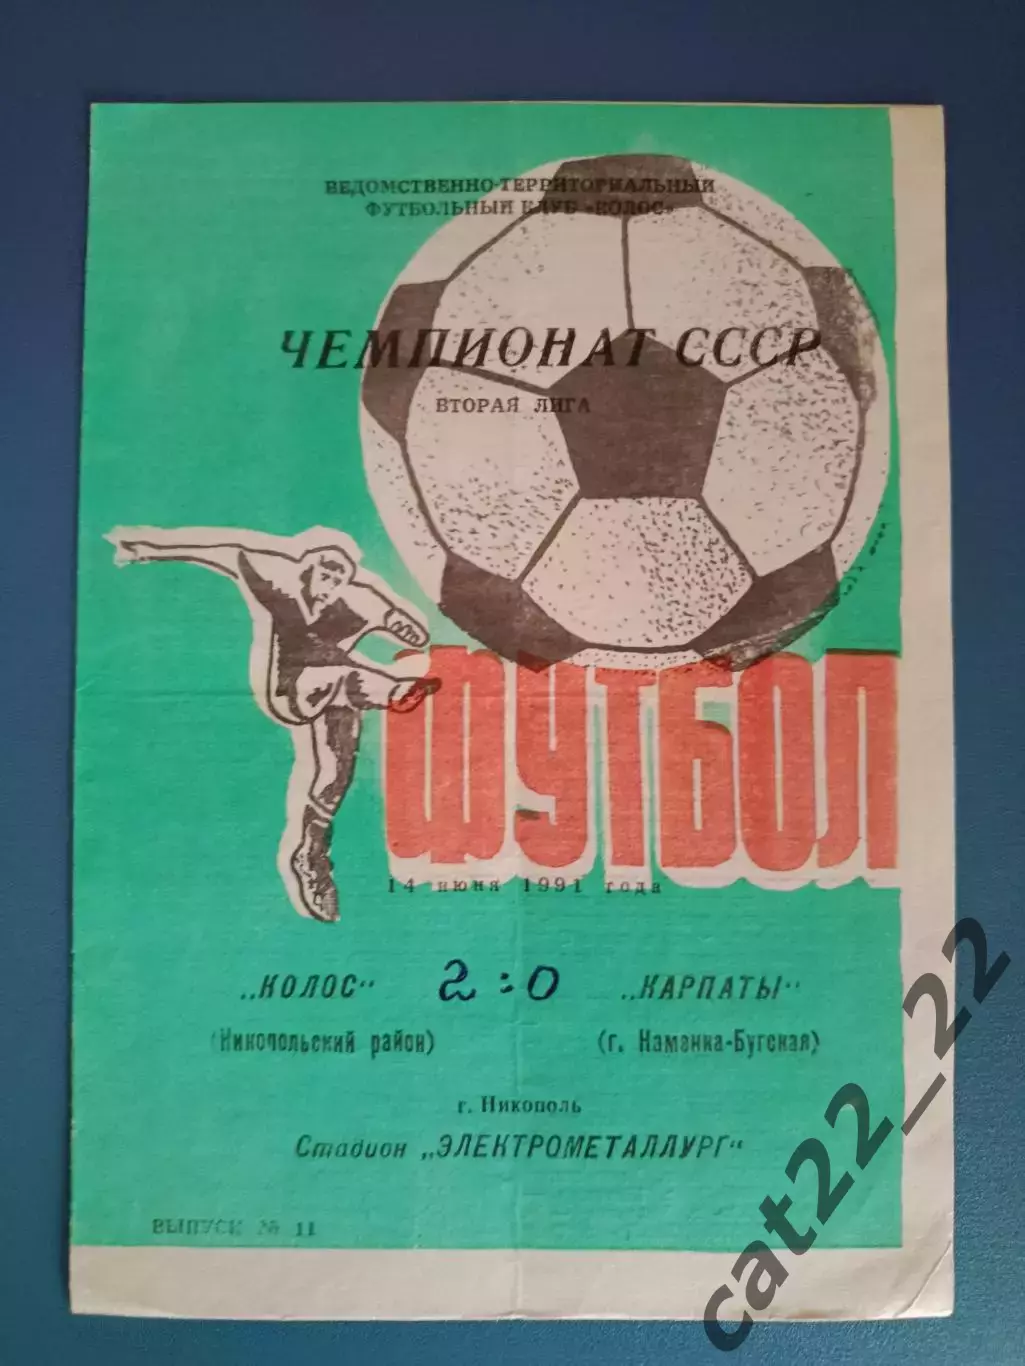 ВЕДОМСТВЕННО-ТЕРРИТОРИАЛЬНЫЙ
ФУТБОЛЬНЫЙ КЛУБ «КОЛОС»
ЧЕМПИОНАТ СССР
ВТОРАЯ ЛИГА
ФУТБОЛ
14 июня 1991 года
„КОЛОС" 2:0 „КАРПАТЫ"
(Никопольский район) (г. Каманка-Бугская)
г. Никополь
Стадион „ЭЛЕКТРОМЕТАЛЛУРГ"
ВЫПУСК № 11
cat22_22